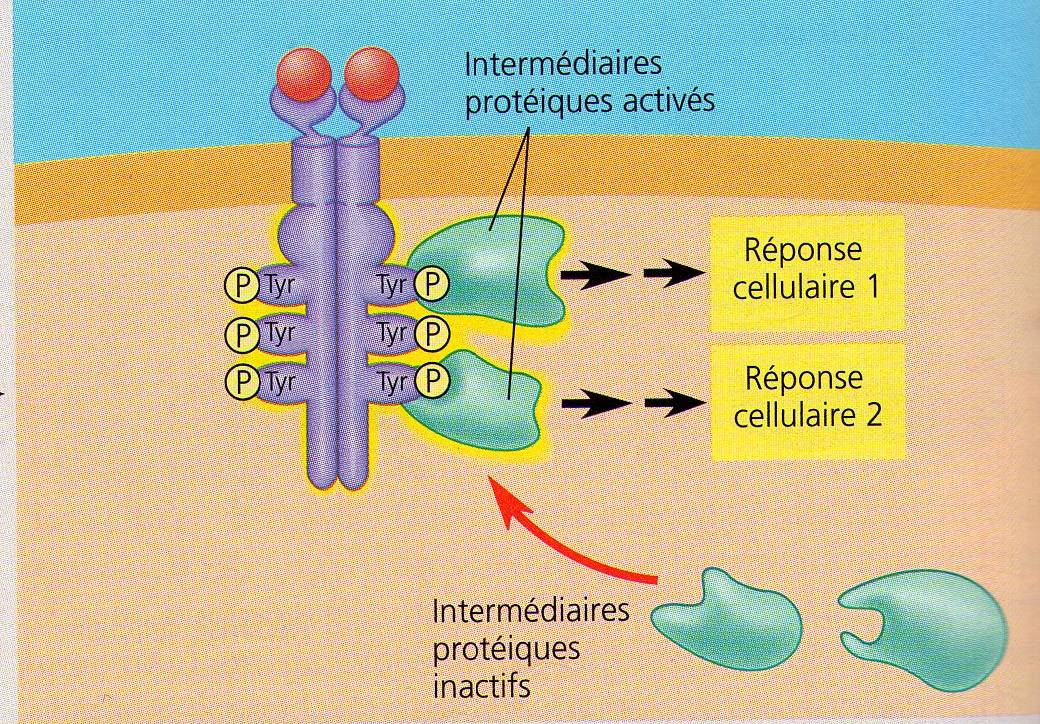 Intermédiaires
protéiques activés
P Tyr Tyr P
P Tyr Tyr P
P Tyr Tyr P
Réponse
cellulaire 1
Réponse
cellulaire 2
Intermédiaires
protéiques
inactifs